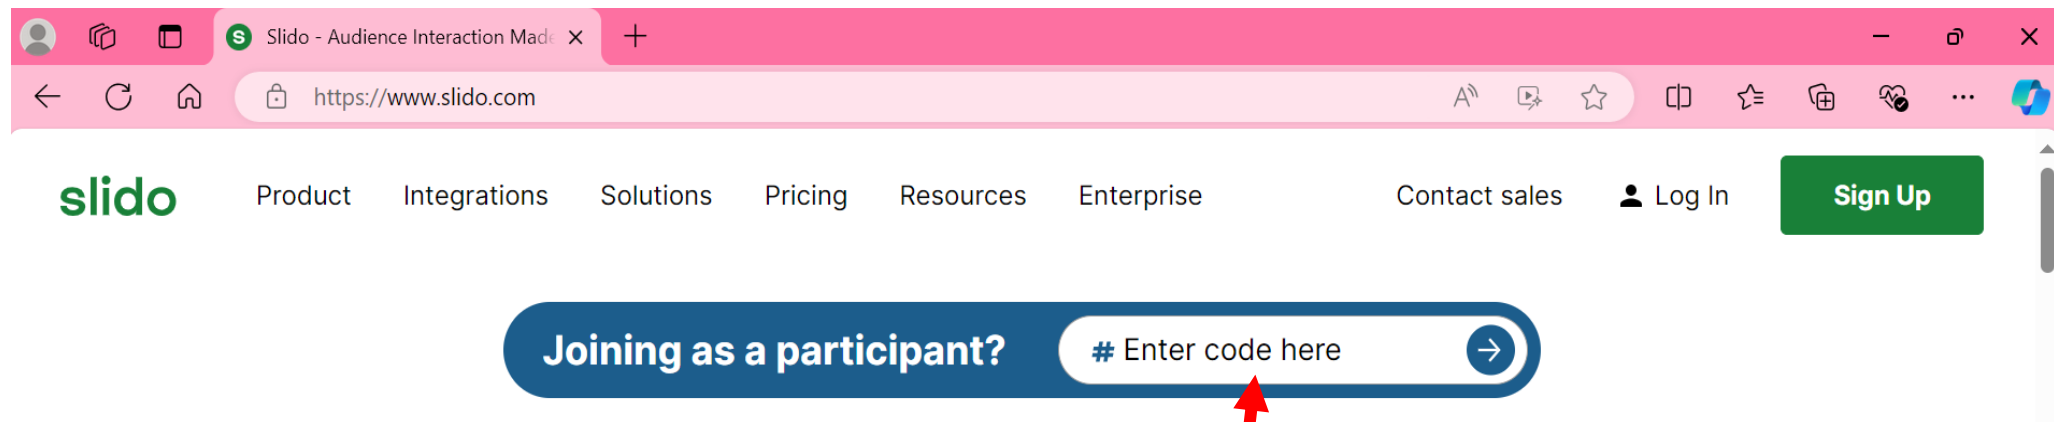 Slido - Audience Interaction Made
https://www.slido.com
slido Product Integrations Solutions Pricing Resources Enterprise Contact sales Log In Sign Up
Joining as a participant? # Enter code here